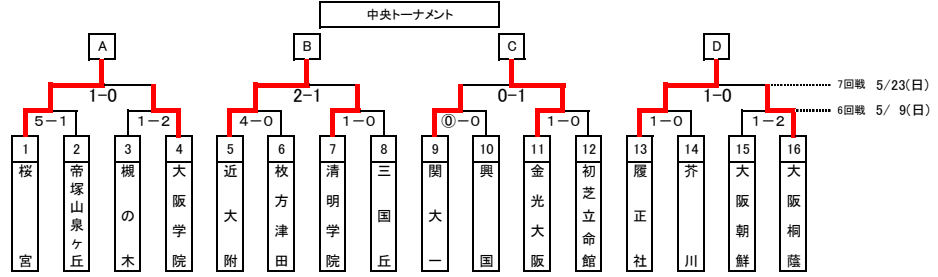 中央トーナメント
A B C D
1-0 2-1 0-1 1-0 7回戦 5/23(日)
5-1 1-2 4-0 1-0 ⓪-0 1-0 1-0 1-2 6回戦 5/ 9(日)
1 2 3 4 5 6 7 8 9 10 11 12 13 14 15 16
桜宮
帝塚山泉ヶ丘
槻の木
大阪学院
近大附
枚方津田
清明学院
三国丘
関大一
興国
金光大阪
初芝立命館
履正社
芥川
大阪朝鮮
大阪桐蔭